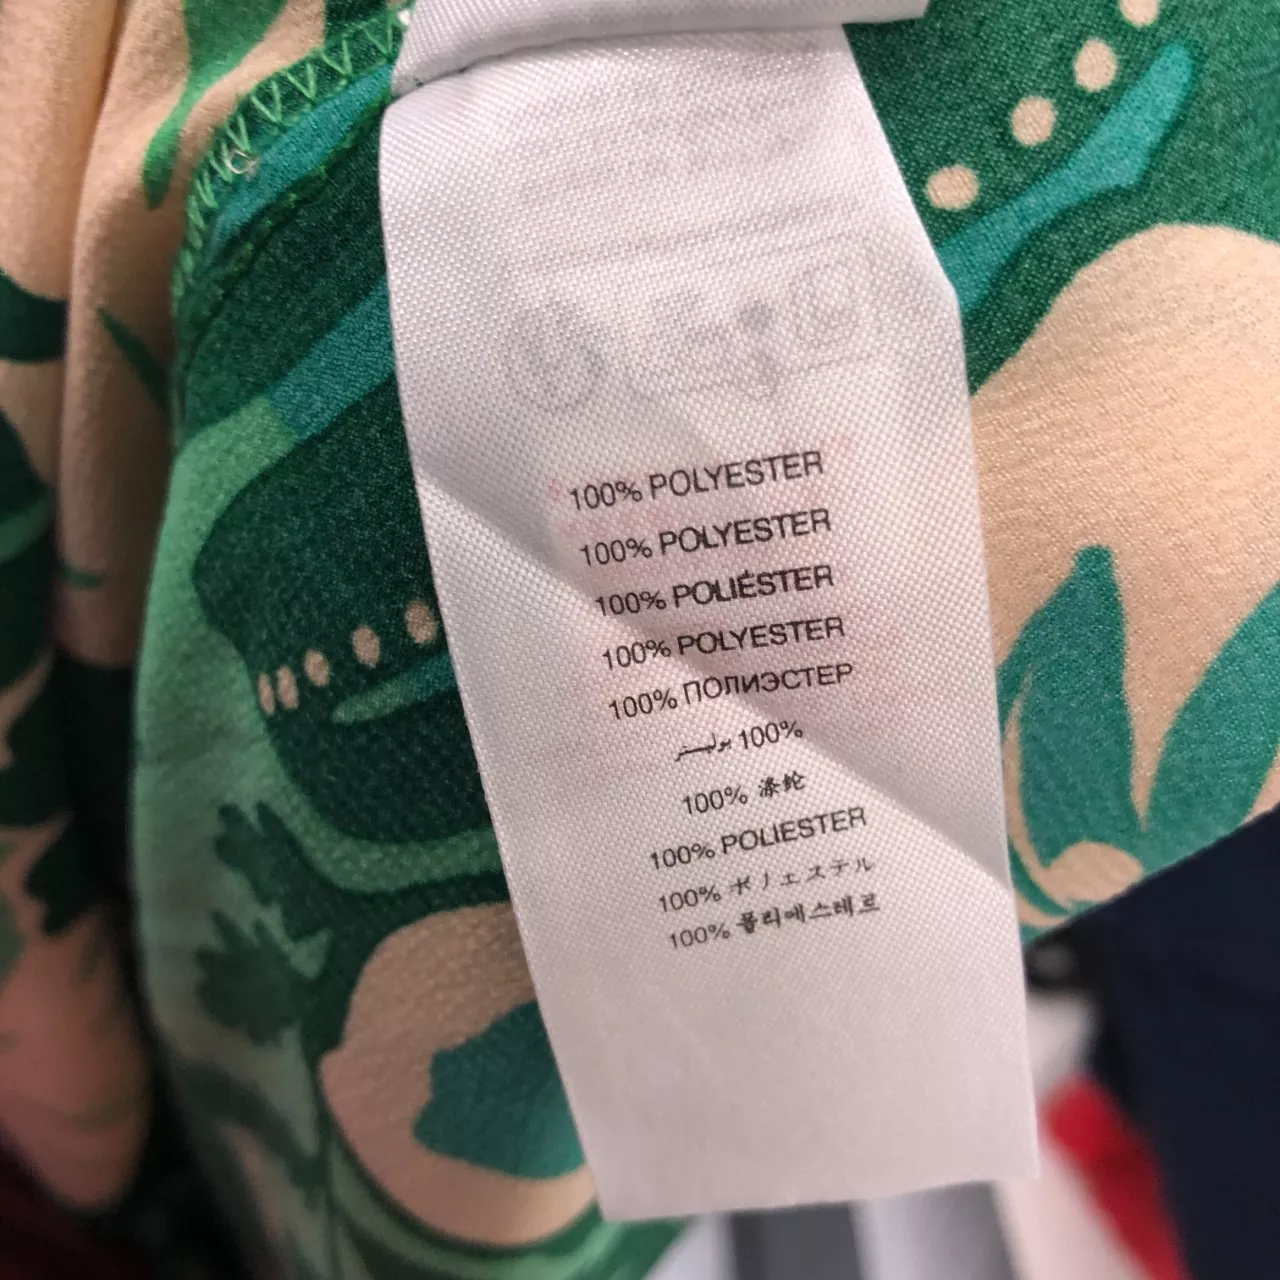 100% POLYESTER
100% POLYESTER
100% POLIÉSTER
100% POLYESTER
100% ПОЛИЭСТЕР
100% بوليستر
100% 涤纶
100% POLIESTER
100% ポリエステル
100% 폴리에스테르